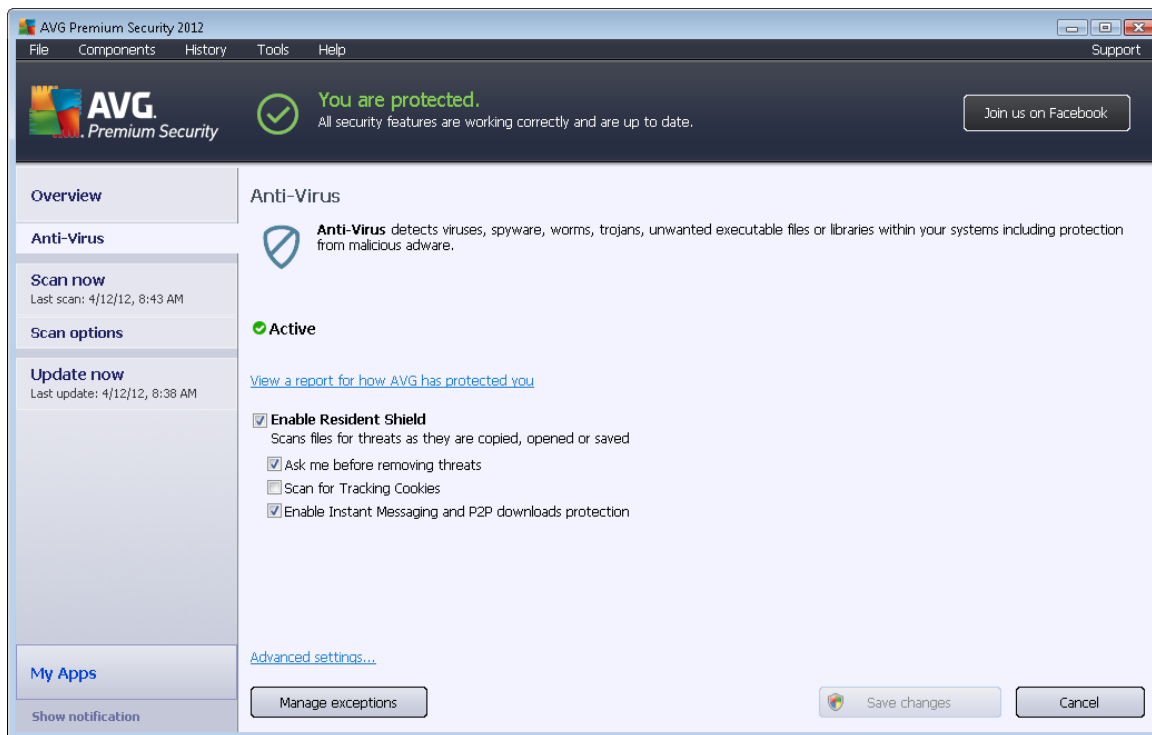 AVG Premium Security 2012
File Components History Tools Help Support
AVG.
Premium Security
You are protected.
All security features are working correctly and are up to date.
Join us on Facebook
Overview
Anti-Virus
Scan now
Last scan: 4/12/12, 8:43 AM
Scan options
Update now
Last update: 4/12/12, 8:38 AM
My Apps
Show notification
Anti-Virus
Anti-Virus detects viruses, spyware, worms, trojans, unwanted executable files or libraries within your systems including protection
from malicious adware.
Active
View a report for how AVG has protected you
Enable Resident Shield
Scans files for threats as they are copied, opened or saved
Ask me before removing threats
Scan for Tracking Cookies
Enable Instant Messaging and P2P downloads protection
Advanced settings...
Manage exceptions
Save changes
Cancel